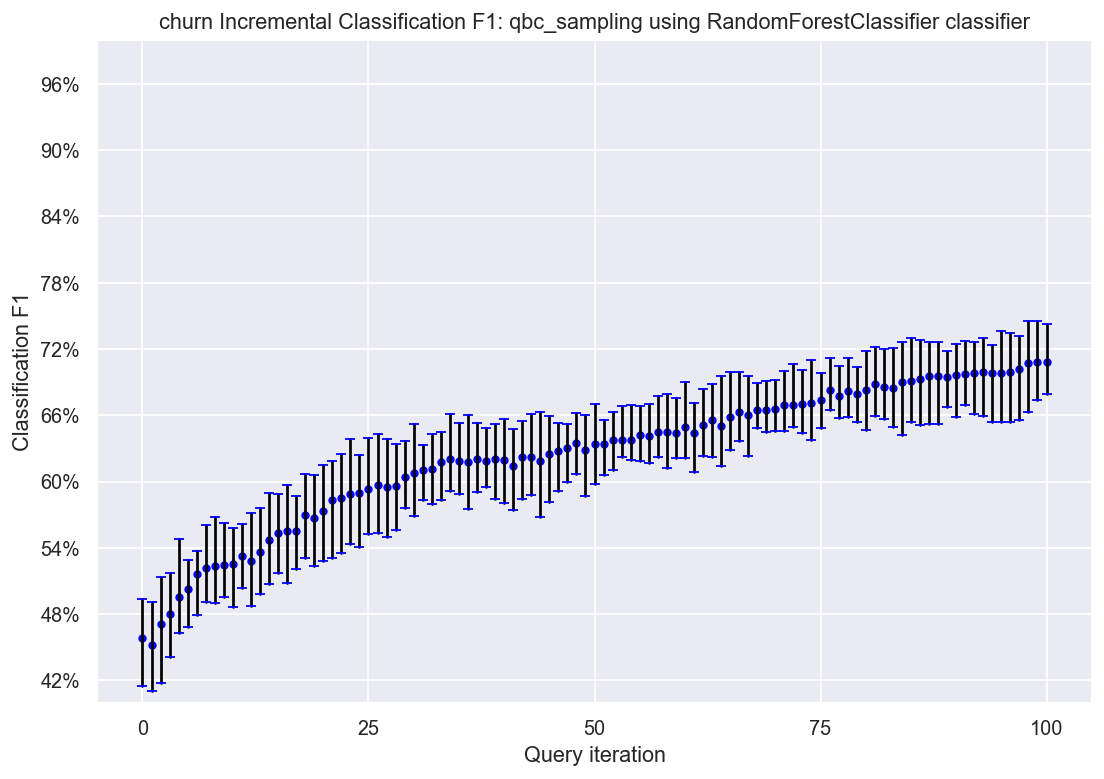 churn Incremental Classification F1: qbc_sampling using RandomForestClassifier classifier
96%
90%
84%
78%
72%
66%
60%
54%
48%
42%
Classification F1
0 25 50 75 100
Query iteration